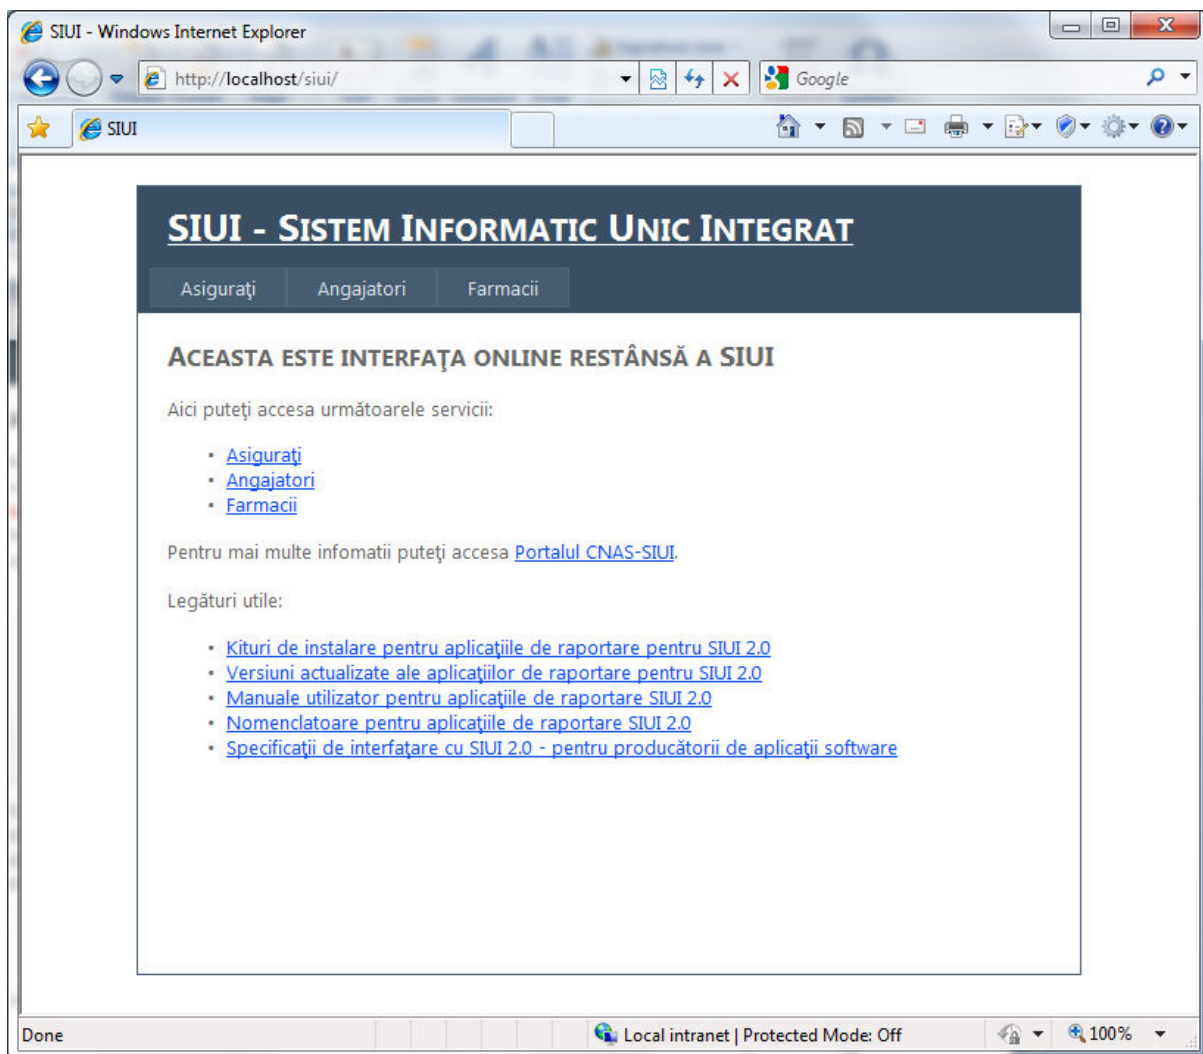 SIUI - Windows Internet Explorer
http://localhost/siui/
Google
SIUI
SIUI - SISTEM INFORMATIC UNIC INTEGRAT
Asiguraţi Angajatori Farmacii
ACEASTA ESTE INTERFAŢA ONLINE RESTÂNSĂ A SIUI
Aici puteţi accesa următoarele servicii:
• Asiguraţi
• Angajatori
• Farmacii
Pentru mai multe infomatii puteţi accesa Portalul CNAS-SIUI.
Legături utile:
• Kituri de instalare pentru aplicaţiile de raportare pentru SIUI 2.0
• Versiuni actualizate ale aplicaţiilor de raportare pentru SIUI 2.0
• Manuale utilizator pentru aplicaţiile de raportare SIUI 2.0
• Nomenclatoare pentru aplicaţiile de raportare SIUI 2.0
• Specificaţii de interfaţare cu SIUI 2.0 - pentru producătorii de aplicaţii software
Done Local intranet | Protected Mode: Off 100%